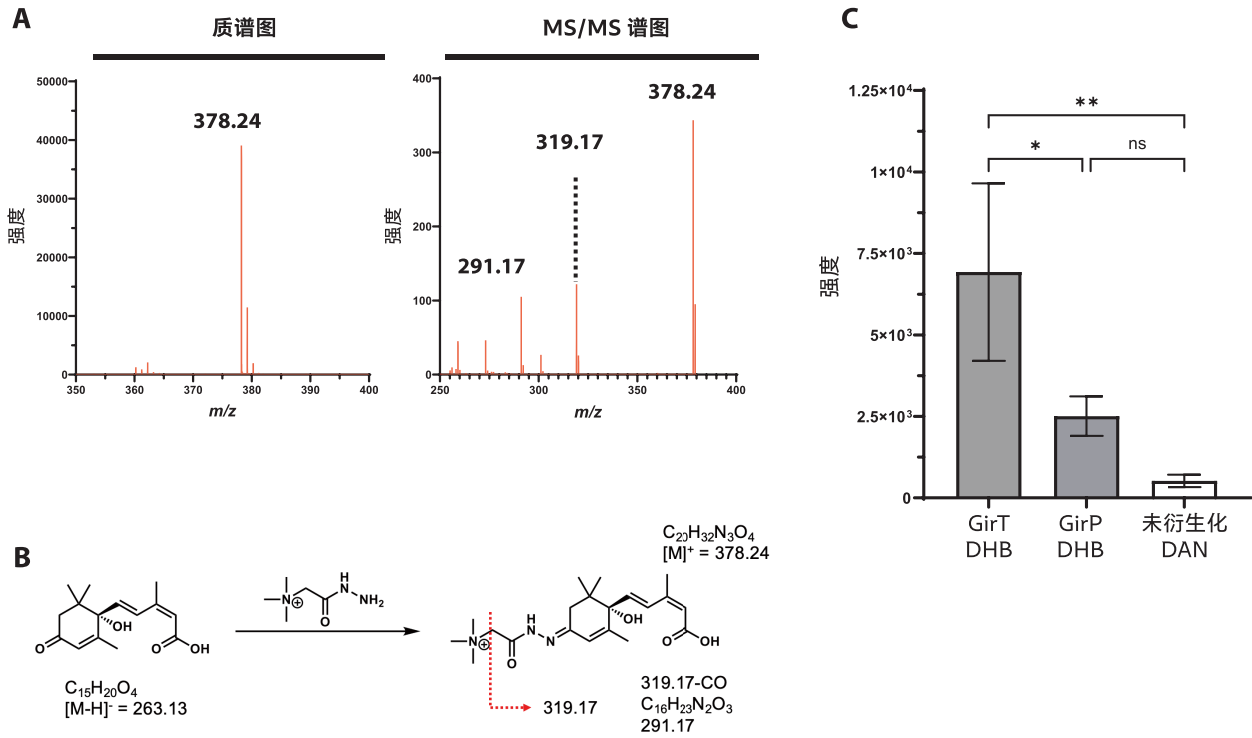 A
质谱图
MS/MS 谱图
C
50000
40000
30000
20000
10000
0
强度
378.24
350
360
370
380
390
400
m/z
400
300
200
100
0
强度
291.17
319.17
378.24
250
300
350
400
m/z
1.25×10⁴
1×10⁴
7.5×10³
5×10³
2.5×10³
0
强度
**
*
ns
GirT
DHB
GirP
DHB
未衍生化
DAN
B
O
OH
O
OH
C₁₅H₂₀O₄
[M-H]⁻ = 263.13
N
⊕
O
H
N
NH₂
C₂₀H₃₂N₃O₄
[M]⁺ = 378.24
N
⊕
O
H
N
N
OH
O
OH
319.17
319.17-CO
C₁₆H₂₃N₂O₃
291.17